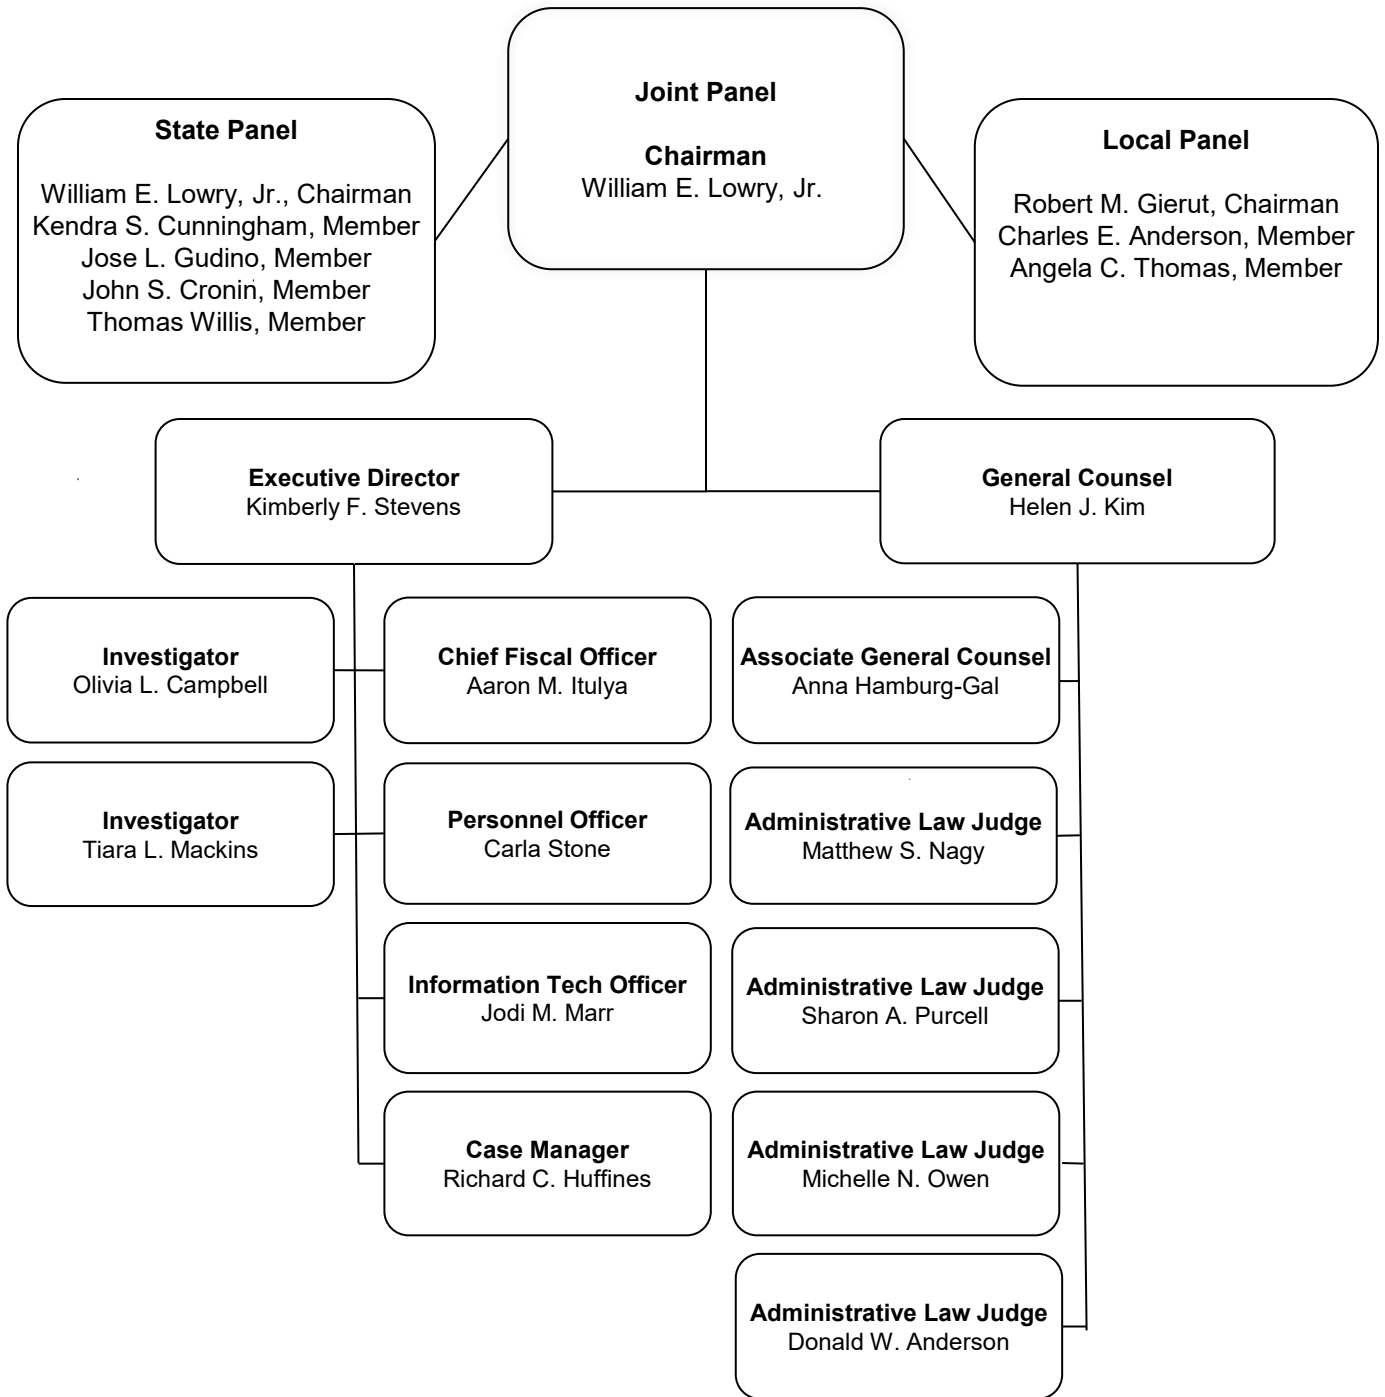 Joint Panel
Chairman
William E. Lowry, Jr.
State Panel
William E. Lowry, Jr., Chairman
Kendra S. Cunningham, Member
Jose L. Gudino, Member
John S. Cronin, Member
Thomas Willis, Member
Local Panel
Robert M. Gierut, Chairman
Charles E. Anderson, Member
Angela C. Thomas, Member
Executive Director
Kimberly F. Stevens
General Counsel
Helen J. Kim
Investigator
Olivia L. Campbell
Chief Fiscal Officer
Aaron M. Itulya
Associate General Counsel
Anna Hamburg-Gal
Investigator
Tiara L. Mackins
Personnel Officer
Carla Stone
Administrative Law Judge
Matthew S. Nagy
Information Tech Officer
Jodi M. Marr
Administrative Law Judge
Sharon A. Purcell
Case Manager
Richard C. Huffines
Administrative Law Judge
Michelle N. Owen
Administrative Law Judge
Donald W. Anderson